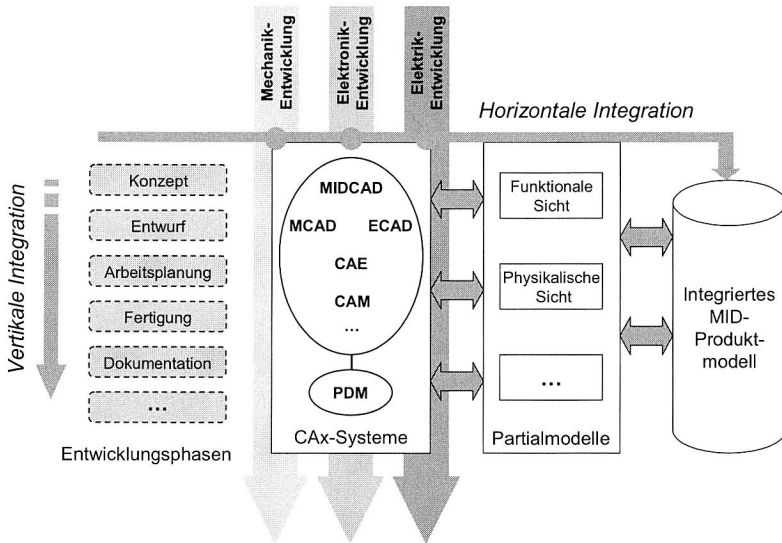 Mechanik-
Entwicklung
Elektronik-
Entwicklung
Elektrik-
Entwicklung
Horizontale Integration
Vertikale Integration
Konzept
Entwurf
Arbeitsplanung
Fertigung
Dokumentation
...
Entwicklungsphasen
MIDCAD
MCAD ECAD
CAE
CAM
...
PDM
CAx-Systeme
Funktionale
Sicht
Physikalische
Sicht
...
Partialmodelle
Integriertes
MID-
Produkt-
modell